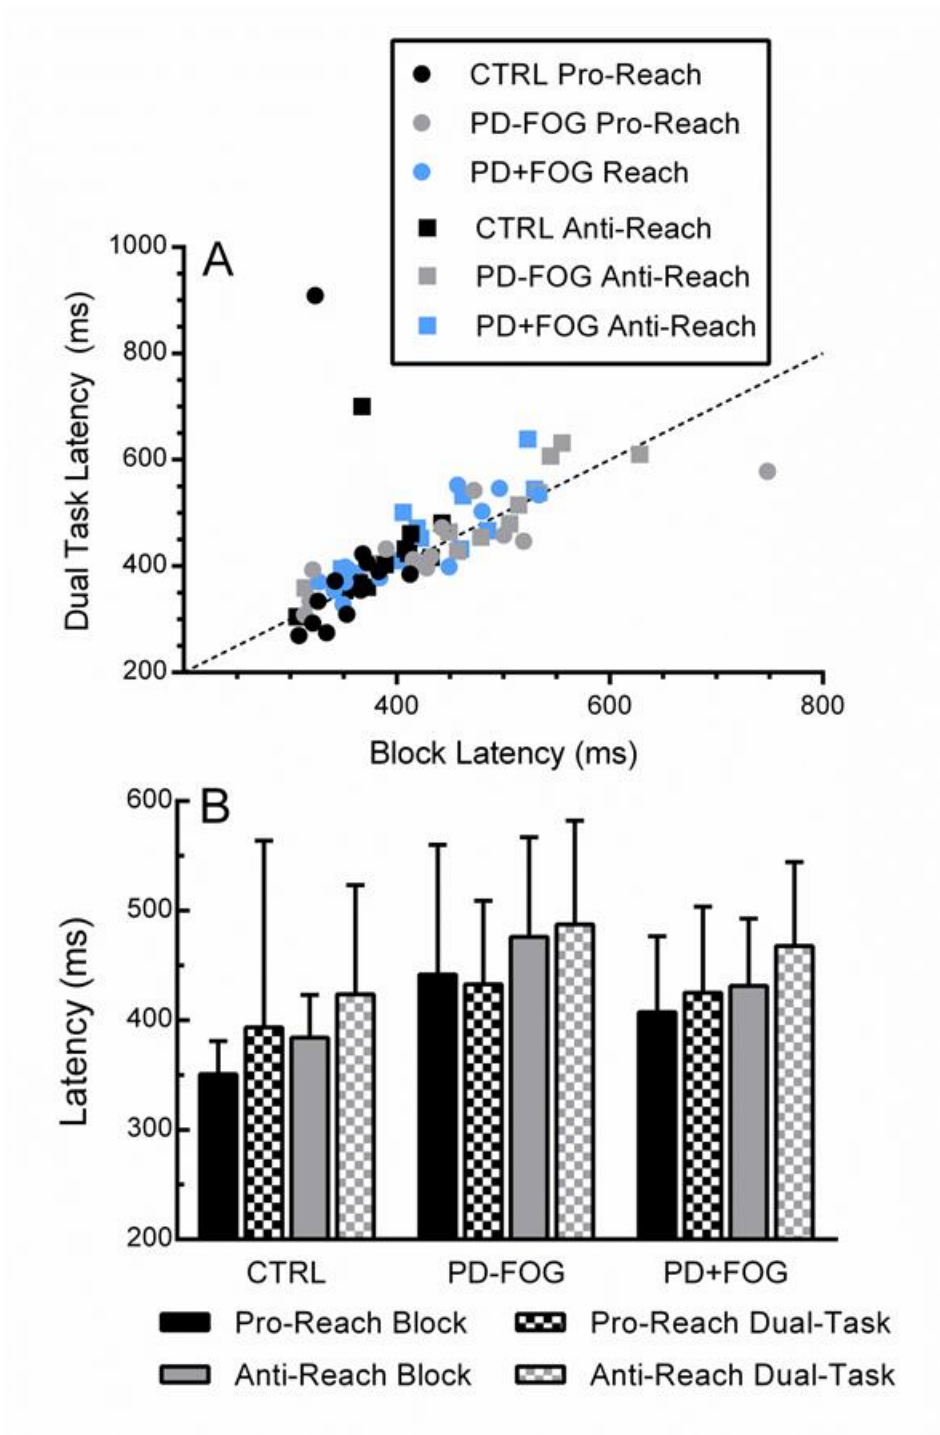 CTRL Pro-Reach
PD-FOG Pro-Reach
PD+FOG Reach
CTRL Anti-Reach
PD-FOG Anti-Reach
PD+FOG Anti-Reach
A
1000
800
600
400
200
Dual Task Latency (ms)
400 600 800
Block Latency (ms)
B
600
500
400
300
200
Latency (ms)
CTRL PD-FOG PD+FOG
Pro-Reach Block Pro-Reach Dual-Task
Anti-Reach Block Anti-Reach Dual-Task